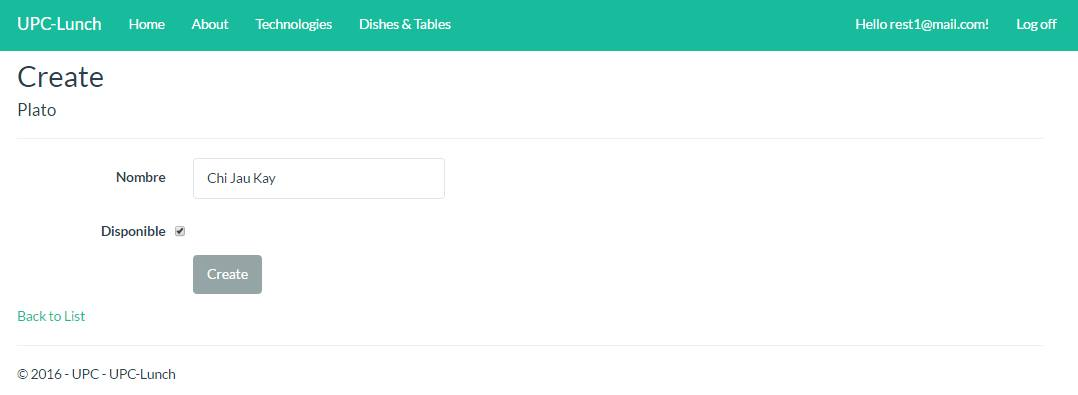 UPC-Lunch Home About Technologies Dishes & Tables Hello rest1@mail.com! Log off
Create
Plato
Nombre Chi Jau Kay
Disponible
Create
Back to List
© 2016 - UPC - UPC-Lunch